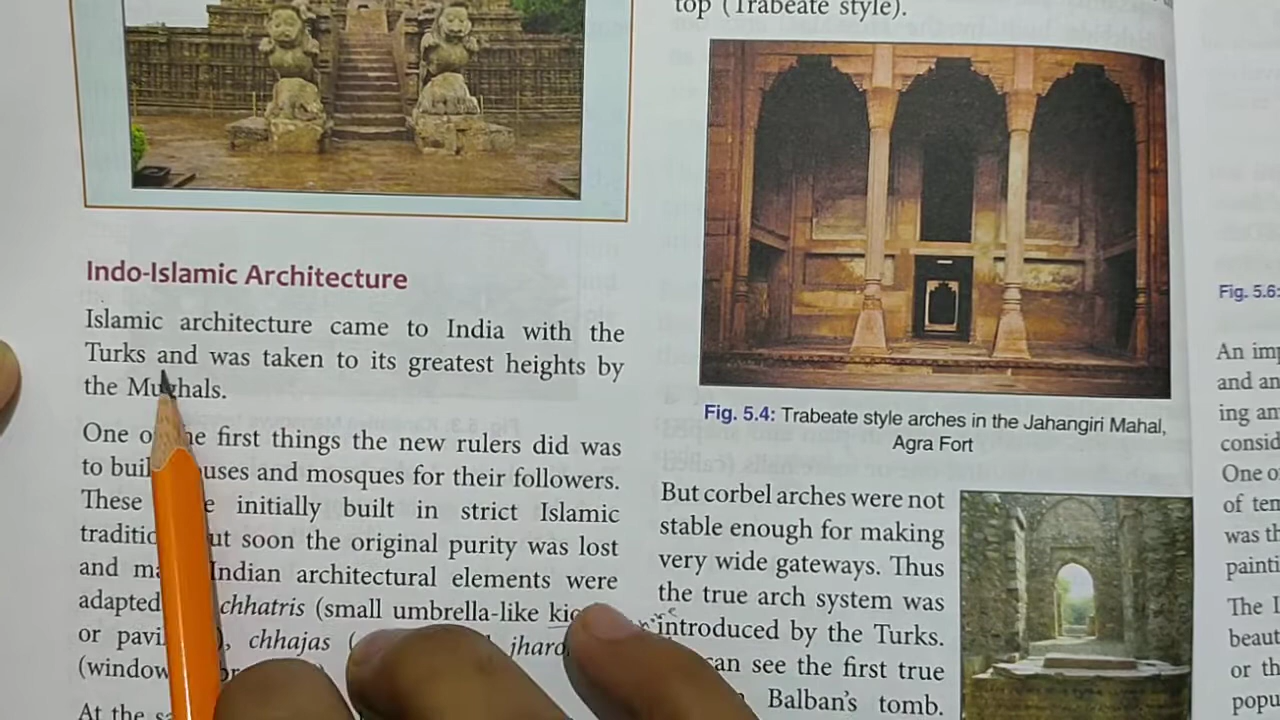 Indo-Islamic Architecture
Islamic architecture came to India with the
Turks and was taken to its greatest heights by
the Mughals.
One of the first things the new rulers did was
to build houses and mosques for their followers.
These were initially built in strict Islamic
tradition but soon the original purity was lost
and many Indian architectural elements were
adapted chhatris (small umbrella-like
or chhajas jharo
(window
At the
top (Trabeate style).
Fig. 5.4: Trabeate style arches in the Jahangiri Mahal,
Agra Fort
But corbel arches were not
stable enough for making
very wide gateways. Thus
the true arch system was
introduced by the Turks.
can see the first true
Balban's tomb.
Fig. 5.6:
An imp
and an
ing an
consid
One o
of ten
was th
painti
The I
beaut
or th
popu